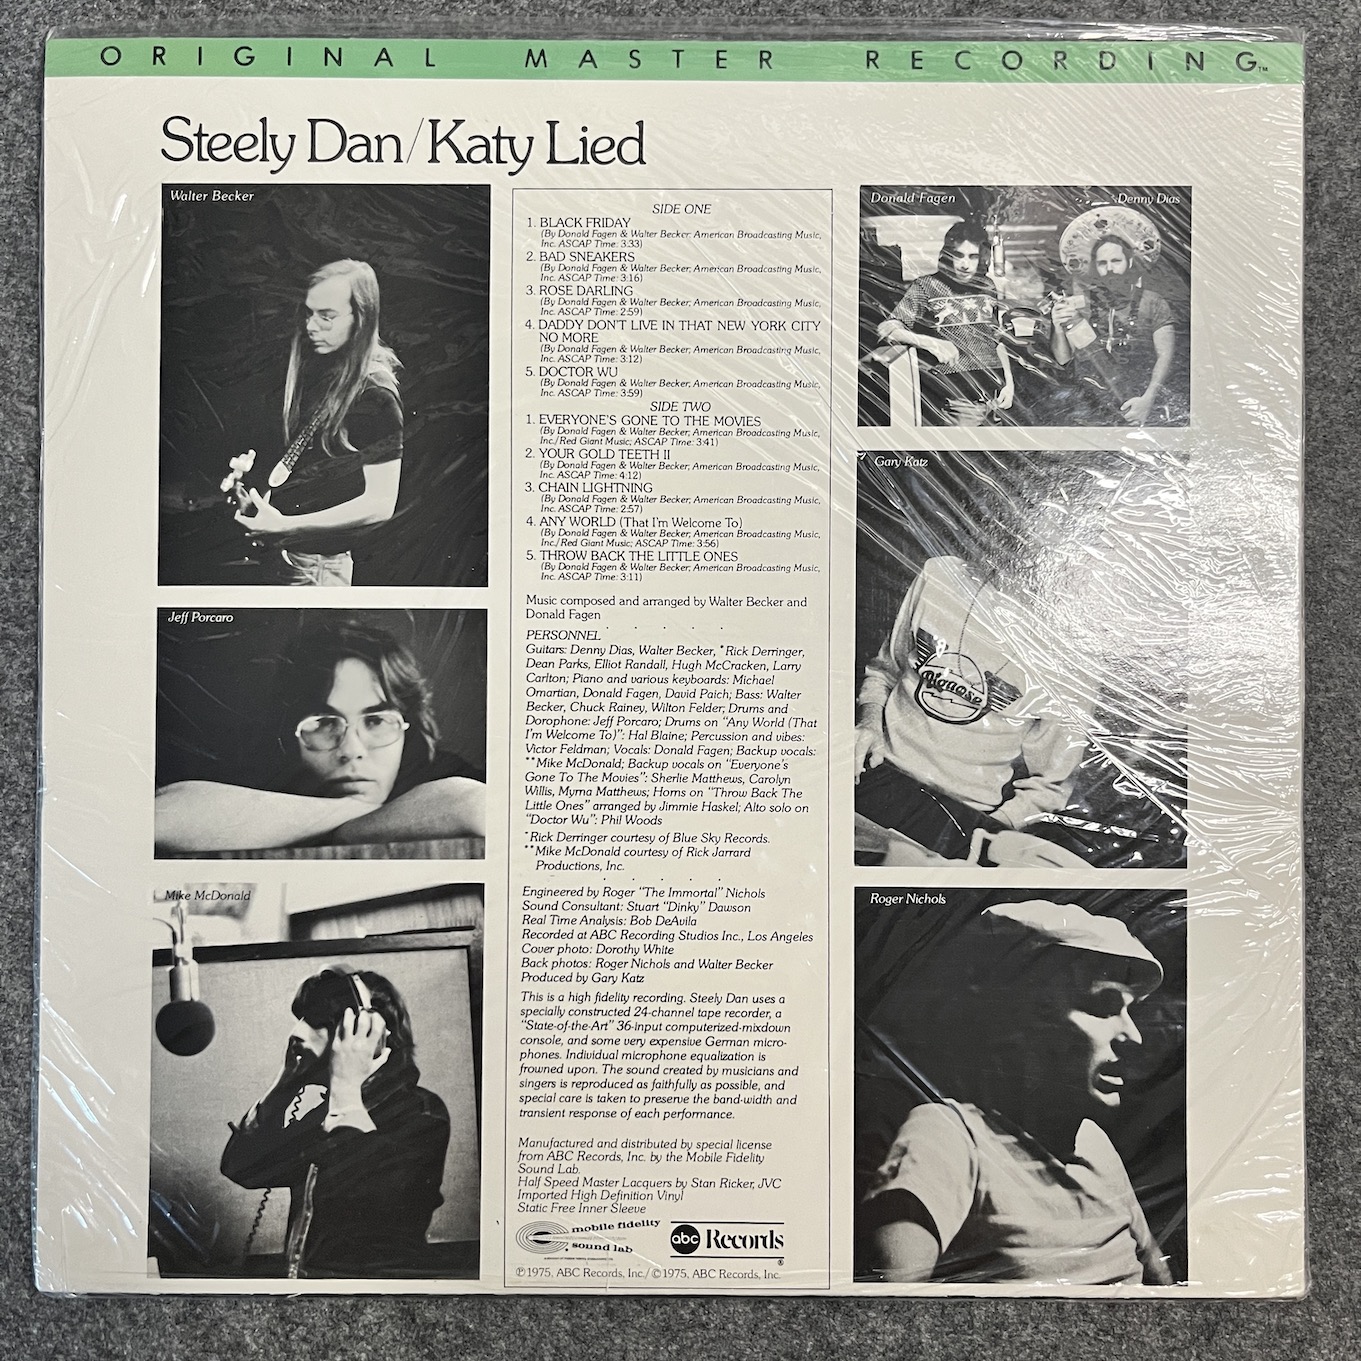 ORIGINAL MASTER RECORDING™
Steely Dan/Katy Lied
Walter Becker
Jeff Porcaro
Mike McDonald
SIDE ONE
1. BLACK FRIDAY
(By Donald Fagen & Walter Becker; American Broadcasting Music,
Inc. ASCAP Time: 3:33)
2. BAD SNEAKERS
(By Donald Fagen & Walter Becker; American Broadcasting Music,
Inc. ASCAP Time: 3:16)
3. ROSE DARLING
(By Donald Fagen & Walter Becker; American Broadcasting Music,
Inc. ASCAP Time: 2:59)
4. DADDY DON'T LIVE IN THAT NEW YORK CITY
NO MORE
(By Donald Fagen & Walter Becker; American Broadcasting Music,
Inc. ASCAP Time: 3:12)
5. DOCTOR WU
(By Donald Fagen & Walter Becker; American Broadcasting Music,
Inc. ASCAP Time: 3:59)
SIDE TWO
1. EVERYONE'S GONE TO THE MOVIES
(By Donald Fagen & Walter Becker; American Broadcasting Music,
Inc./Red Giant Music; ASCAP Time: 3:41)
2. YOUR GOLD TEETH II
(By Donald Fagen & Walter Becker; American Broadcasting Music,
Inc. ASCAP Time: 4:12)
3. CHAIN LIGHTNING
(By Donald Fagen & Walter Becker; American Broadcasting Music,
Inc. ASCAP Time: 2:57)
4. ANY WORLD (That I'm Welcome To)
(By Donald Fagen & Walter Becker; American Broadcasting Music,
Inc./Red Giant Music; ASCAP Time: 3:56)
5. THROW BACK THE LITTLE ONES
(By Donald Fagen & Walter Becker; American Broadcasting Music,
Inc. ASCAP Time: 3:11)
Music composed and arranged by Walter Becker and
Donald Fagen
PERSONNEL
Guitars: Denny Dias, Walter Becker, *Rick Derringer,
Dean Parks, Elliot Randall, Hugh McCracken, Larry
Carlton; Piano and various keyboards: Michael
Omartian, Donald Fagen, David Paich; Bass: Walter
Becker, Chuck Rainey, Wilton Felder; Drums and
Dorophone: Jeff Porcaro; Drums on "Any World (That
I'm Welcome To)": Hal Blaine; Percussion and vibes:
Victor Feldman; Vocals: Donald Fagen; Backup vocals:
**Mike McDonald; Backup vocals on "Everyone's
Gone To The Movies": Sherlie Matthews, Carolyn
Willis, Myrna Matthews; Horns on "Throw Back The
Little Ones" arranged by Jimmie Haskel; Alto solo on
"Doctor Wu": Phil Woods
*Rick Derringer courtesy of Blue Sky Records.
**Mike McDonald courtesy of Rick Jarrard
Productions, Inc.
Engineered by Roger "The Immortal" Nichols
Sound Consultant: Stuart "Dinky" Dawson
Real Time Analysis: Bob DeAvila
Recorded at ABC Recording Studios Inc., Los Angeles
Cover photo: Dorothy White
Back photos: Roger Nichols and Walter Becker
Produced by Gary Katz
This is a high fidelity recording. Steely Dan uses a
specially constructed 24-channel tape recorder, a
"State-of-the-Art" 36-input computerized-mixdown
console, and some very expensive German micro-
phones. Individual microphone equalization is
frowned upon. The sound created by musicians and
singers is reproduced as faithfully as possible, and
special care is taken to preserve the band-width and
transient response of each performance.
Manufactured and distributed by special license
from ABC Records, Inc. by the Mobile Fidelity
Sound Lab.
Half Speed Master Lacquers by Stan Ricker, JVC
Imported High Definition Vinyl
Static Free Inner Sleeve
mobile fidelity
sound lab
abc Records®
℗1975, ABC Records, Inc./©1975, ABC Records, Inc.
Donald Fagen
Denny Dias
Gary Katz
Roger Nichols